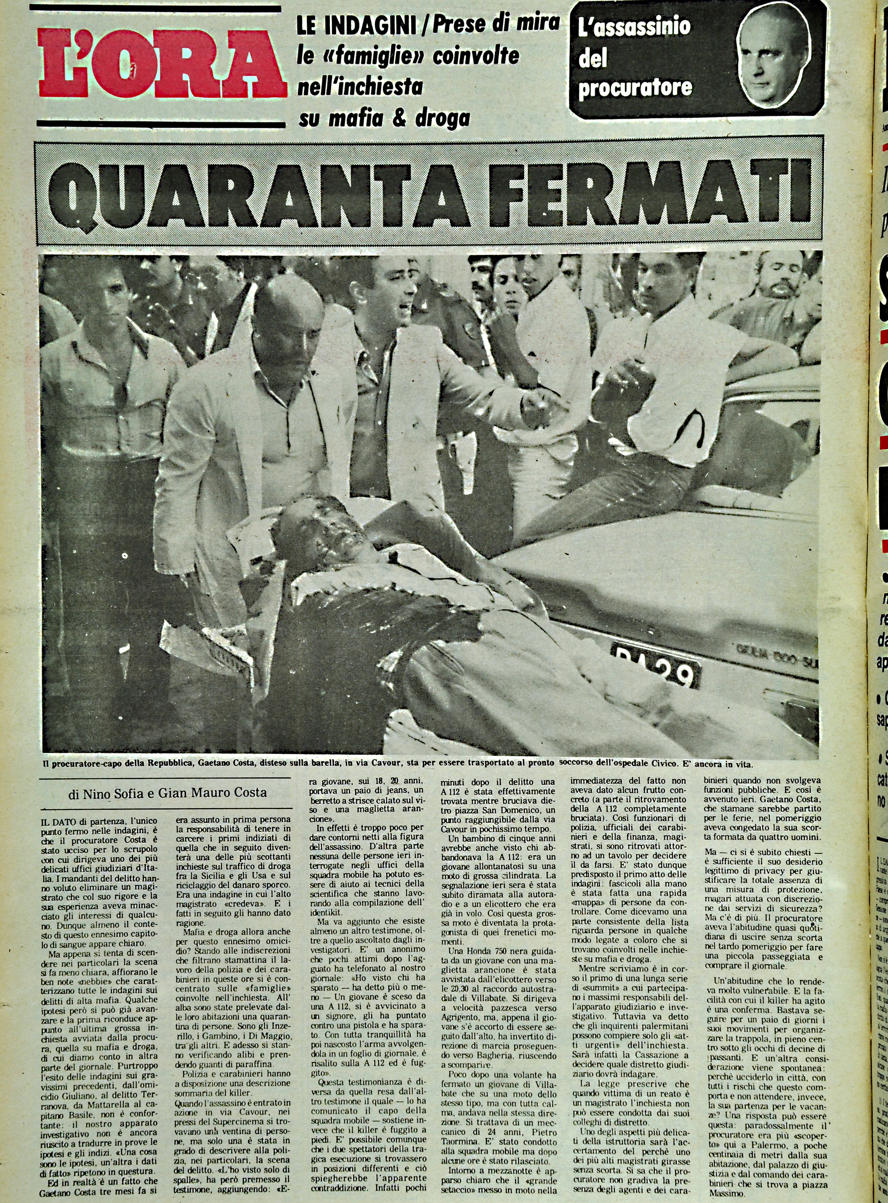 L'ORA
LE INDAGINI / Prese di mira
le «famiglie» coinvolte
nell'inchiesta
su mafia & droga
L'assassinio
del
procuratore
QUARANTA FERMATI
GIULIA 1300 SU
PA 29
Il procuratore-capo della Repubblica, Gaetano Costa, disteso sulla barella, in via Cavour, sta per essere trasportato al pronto soccorso dell'ospedale Civico. E' ancora in vita.
di Nino Sofia e Gian Mauro Costa
IL DATO di partenza, l'unico
punto fermo nelle indagini, è
che il procuratore Costa è
stato ucciso per lo scrupolo
con cui dirigeva uno dei più
delicati uffici giudiziari d'Ita-
lia. I mandanti del delitto han-
no voluto eliminare un magi-
strato che col suo rigore e la
sua esperienza aveva minac-
ciato gli interessi di qualcu-
no. Dunque almeno il conte-
sto di questo ennesimo capito-
lo di sangue appare chiaro.
Ma appena si tenta di scen-
dere nei particolari la scena
si fa meno chiara, affiorano le
ben note «nebbie» che carat-
terizzano tutte le indagini sui
delitti di alta mafia. Qualche
ipotesi però si può già avan-
zare e la prima riconduce ap-
punto all'ultima grossa in-
chiesta avviata dalla procu-
ra, quella su mafia e droga,
di cui diamo conto in altra
parte del giornale. Purtroppo
l'esito delle indagini sui gra-
vissimi precedenti, dall'omi-
cidio Giuliano, al delitto Ter-
ranova, da Mattarella al ca-
pitano Basile, non è confor-
tante: il nostro apparato
investigativo non è ancora
riuscito a tradurre in prove le
ipotesi e gli indizi. «Una cosa
sono le ipotesi, un'altra i dati
di fatto» ripetono in questura.
Ed in realtà è un fatto che
Gaetano Costa tre mesi fa si
era assunto in prima persona
la responsabilità di tenere in
carcere i primi indiziati di
quella che in seguito diven-
terà una delle più scottanti
inchieste sul traffico di droga
fra la Sicilia e gli Usa e sul
riciclaggio del danaro sporco.
Era una indagine in cui l'alto
magistrato «credeva». E i
fatti in seguito gli hanno dato
ragione.
Mafia e droga allora anche
per questo ennesimo omici-
dio? Stando alle indiscrezioni
che filtrano stamattina il la-
voro della polizia e dei cara-
binieri in queste ore si è con-
centrato sulle «famiglie»
coinvolte nell'inchiesta. All'
alba sono state prelevate dal-
le loro abitazioni una quaran-
tina di persone. Sono gli Inze-
rillo, i Gambino, i Di Maggio,
tra gli altri. E adesso si stan-
no verificando alibi e pren-
dendo guanti di paraffina.
Polizia e carabinieri hanno
a disposizione una descrizione
sommaria del killer.
Quando l'assassino è entrato in
azione in via Cavour, nei
pressi del Supercinema si tro-
vavano una ventina di perso-
ne, ma solo una è stata in
grado di descrivere alla poli-
zia, nei particolari, la scena
del delitto. «L'ho visto solo di
spalle», ha però premesso il
testimone, aggiungendo: «E-
ra giovane, sui 18, 20 anni,
portava un paio di jeans, un
berretto a strisce calato sul vi-
so e una maglietta aran-
cione».
In effetti è troppo poco per
dare contorni netti alla figura
dell'assassino. D'altra parte
nessuna delle persone ieri in-
terrogate negli uffici della
squadra mobile ha potuto es-
sere di aiuto ai tecnici della
scientifica che stanno lavo-
rando alla compilazione dell'
identikit.
Ma va aggiunto che esiste
almeno un altro testimone, ol-
tre a quello ascoltato dagli in-
vestigatori. E' un anonimo
che pochi attimi dopo l'ag-
guato ha telefonato al nostro
giornale: «Ho visto chi ha
sparato — ha detto più o me-
no — Un giovane è sceso da
una A 112, si è avvicinato a
un signore, gli ha puntato
contro una pistola e ha spara-
to. Con tutta tranquillità ha
poi nascosto l'arma avvolgen-
dola in un foglio di giornale, è
risalito sulla A 112 ed è fug-
gito».
Questa testimonianza è di-
versa da quella resa dall'al-
tro testimone il quale — lo ha
comunicato il capo della
squadra mobile — sostiene in-
vece che il killer è fuggito a
piedi. E' possibile comunque
che i due spettatori della tra-
gica esecuzione si trovassero
in posizioni differenti e ciò
spiegherebbe l'apparente
contraddizione. Infatti pochi
minuti dopo il delitto una
A 112 è stata effettivamente
trovata mentre bruciava die-
tro piazza San Domenico, un
punto raggiungibile dalla via
Cavour in pochissimo tempo.
Un bambino di cinque anni
avrebbe anche visto chi ab-
bandonava la A 112: era un
giovane allontanatosi su una
moto di grossa cilindrata. La
segnalazione ieri sera è stata
subito diramata alla autora-
dio e a un elicottero che era
già in volo. Così questa gros-
sa moto è diventata la prota-
gonista di quei frenetici mo-
menti.
Una Honda 750 nera gui-
data da un giovane con una ma-
glietta arancione è stata
avvistata dall'elicottero verso
le 20,30 al raccordo autostra-
dale di Villabate. Si dirigeva
a velocità pazzesca verso
Agrigento, ma, appena il gio-
vane s'è accorto di essere se-
guito dall'alto, ha invertito di-
rezione di marcia proseguen-
do verso Bagheria, riuscendo
a scomparire.
Poco dopo una volante ha
fermato un giovane di Villa-
bate che su una moto dello
stesso tipo, ma con tutta cal-
ma, andava nella stessa dire-
zione. Si trattava di un mec-
canico di 24 anni, Pietro
Taormina. E' stato condotto
alla squadra mobile ma dopo
alcune ore è stato rilasciato.
Intorno a mezzanotte è ap-
parso chiaro che il «grande
setaccio» messo in moto nella
immediatezza del fatto non
aveva dato alcun frutto con-
creto (a parte il ritrovamento
della A 112 completamente
bruciata). Così funzionari di
polizia, ufficiali dei carabi-
nieri e della finanza, magi-
strati, si sono ritrovati attor-
no ad un tavolo per decidere il
da farsi. E' stato dunque
predisposto il primo atto delle
indagini: fascicoli alla mano
è stata fatta una rapida
«mappa» di persone da con-
trollare. Come dicevamo una
parte consistente della lista
riguarda persone in qualche
modo legate a coloro che si
trovano coinvolti nelle inchie-
ste su mafia e droga.
Mentre scriviamo è in cor-
so il primo di una lunga serie
di «summit» a cui partecipa-
no i massimi responsabili del-
l'apparato giudiziario e inve-
stigativo. Tuttavia va detto
che gli inquirenti palermitani
possono compiere solo gli «at-
ti urgenti» dell'inchiesta.
Sarà infatti la Cassazione a
decidere quale distretto giudi-
ziario dovrà indagare.
La legge prescrive che
quando vittima di un reato è
un magistrato l'inchiesta non
può essere condotta dai suoi
colleghi di distretto.
Uno degli aspetti più delica-
ti della istruttoria sarà l'ac-
certamento del perchè uno
dei più alti magistrati girasse
senza scorta. Si sa che il pro-
curatore non gradiva la pre-
senza degli agenti e dei cara-
binieri quando non svolgeva
funzioni pubbliche. E così è
avvenuto ieri. Gaetano Costa,
che stamane sarebbe partito
per le ferie, nel pomeriggio
aveva congedato la sua scor-
ta formata da quattro uomini.
Ma — ci si è subito chiesti —
è sufficiente il suo desiderio
legittimo di privacy per giu-
stificare la totale assenza di
una misura di protezione,
magari attuata con discrezio-
ne dai servizi di sicurezza?
Ma c'è di più. Il procuratore
aveva l'abitudine quasi quoti-
diana di uscire senza scorta
nel tardo pomeriggio per fare
una piccola passeggiata e
comprare il giornale.
Un'abitudine che lo rende-
va molto vulnerabile. E la fa-
cilità con cui il killer ha agito
è una conferma. Bastava se-
guire per un paio di giorni i
suoi movimenti per organiz-
zare la trappola, in pieno cen-
tro sotto gli occhi di decine di
passanti. E un'altra consi-
derazione viene spontanea:
perchè ucciderlo in città, con
tutti i rischi che questo com-
porta e non attendere, invece,
la sua partenza per le vacan-
ze? Una risposta può essere
questa: paradossalmente il
procuratore era più «scoper-
to» qui a Palermo, a poche
centinaia di metri dalla sua
abitazione, dal palazzo di giu-
stizia e dal comando dei cara-
binieri che si trova a piazza
Massimo.